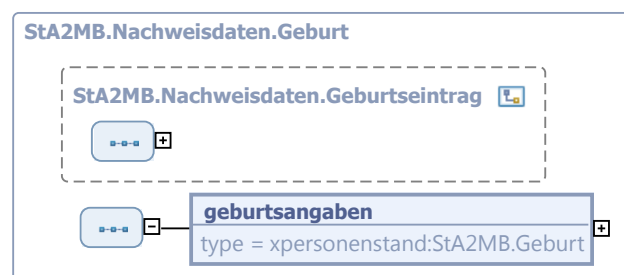 StA2MB.Nachweisdaten.Geburt
StA2MB.Nachweisdaten.Geburtseintrag
geburtsangaben
type = xpersonenstand:StA2MB.Geburt